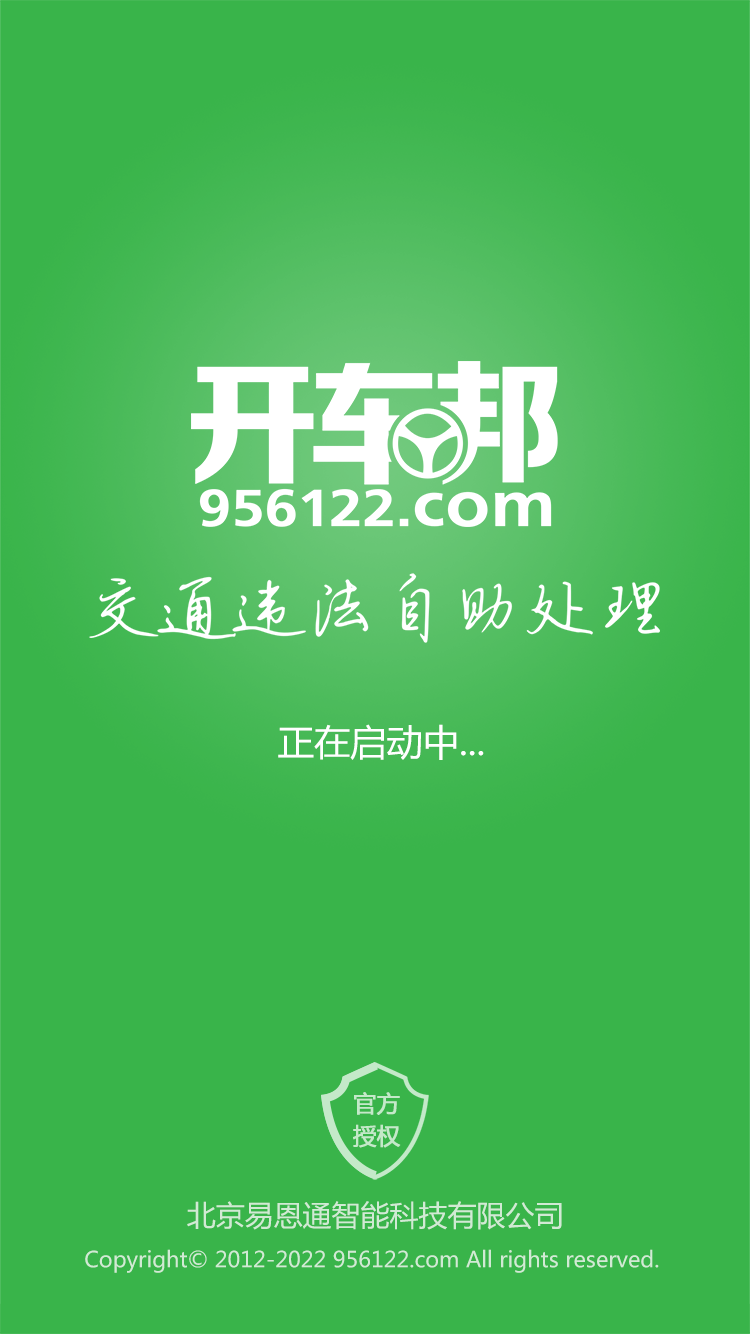 开车邦
956122.com
交通违法自助处理
正在启动中...
官方
授权
北京易恩通智能科技有限公司
Copyright© 2012-2022 956122.com All rights reserved.